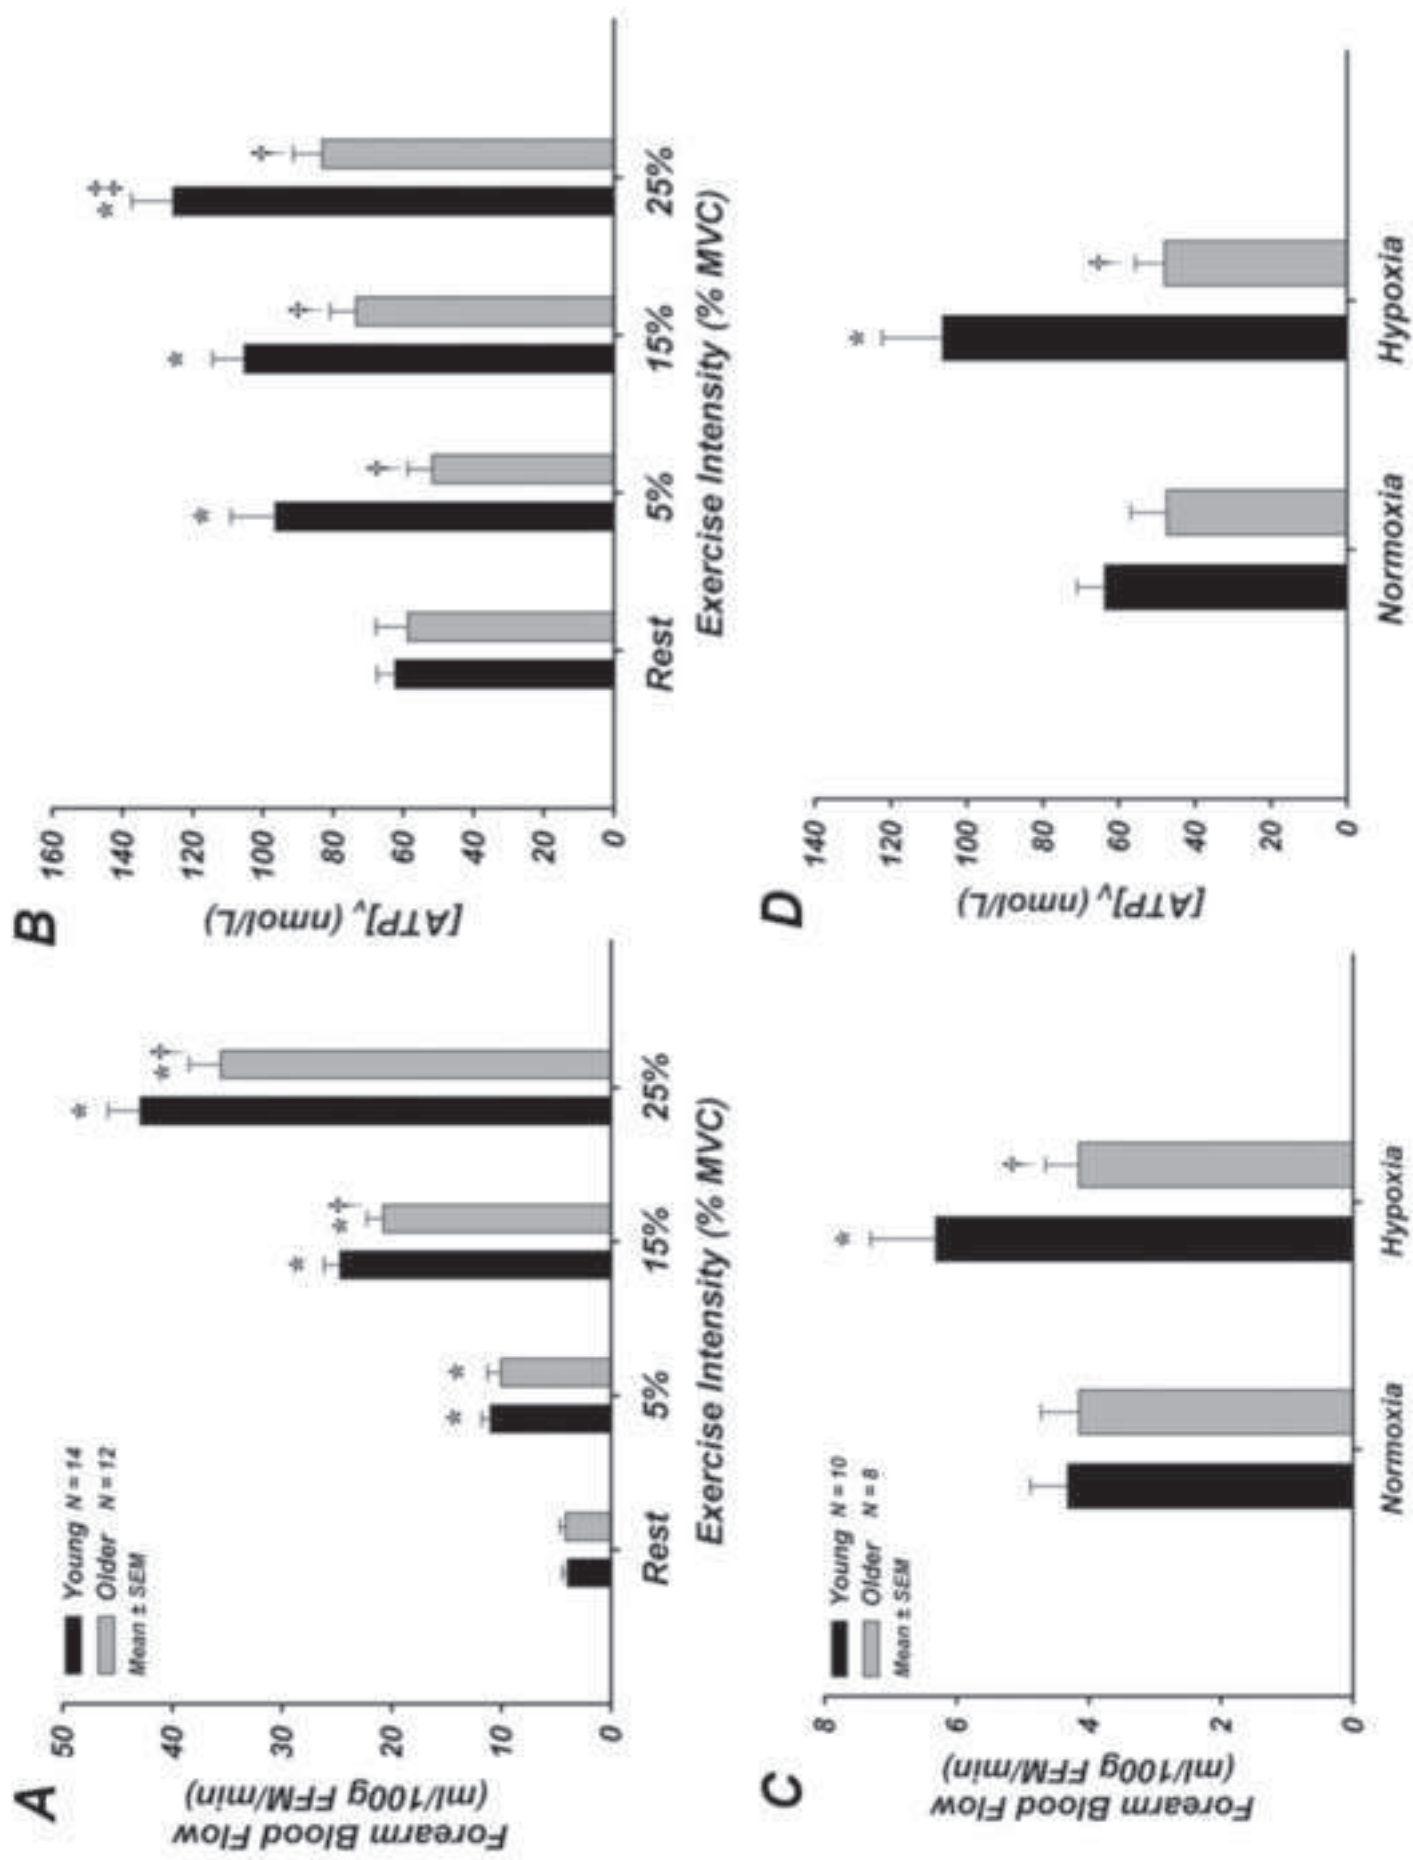 A
Forearm Blood Flow
(ml/100g FFM/min)
50
40
30
20
10
0
Young N = 14
Older N = 12
Mean ± SEM
*
*
*
*†
*
*†
Rest
5%
15%
25%
Exercise Intensity (% MVC)
B
[ATP]v (nmol/L)
160
140
120
100
80
60
40
20
0
*
†
*
†
*‡
†
Rest
5%
15%
25%
Exercise Intensity (% MVC)
C
Forearm Blood Flow
(ml/100g FFM/min)
8
6
4
2
0
Young N = 10
Older N = 8
Mean ± SEM
*
†
Normoxia
Hypoxia
D
[ATP]v (nmol/L)
140
120
100
80
60
40
20
0
*
†
Normoxia
Hypoxia